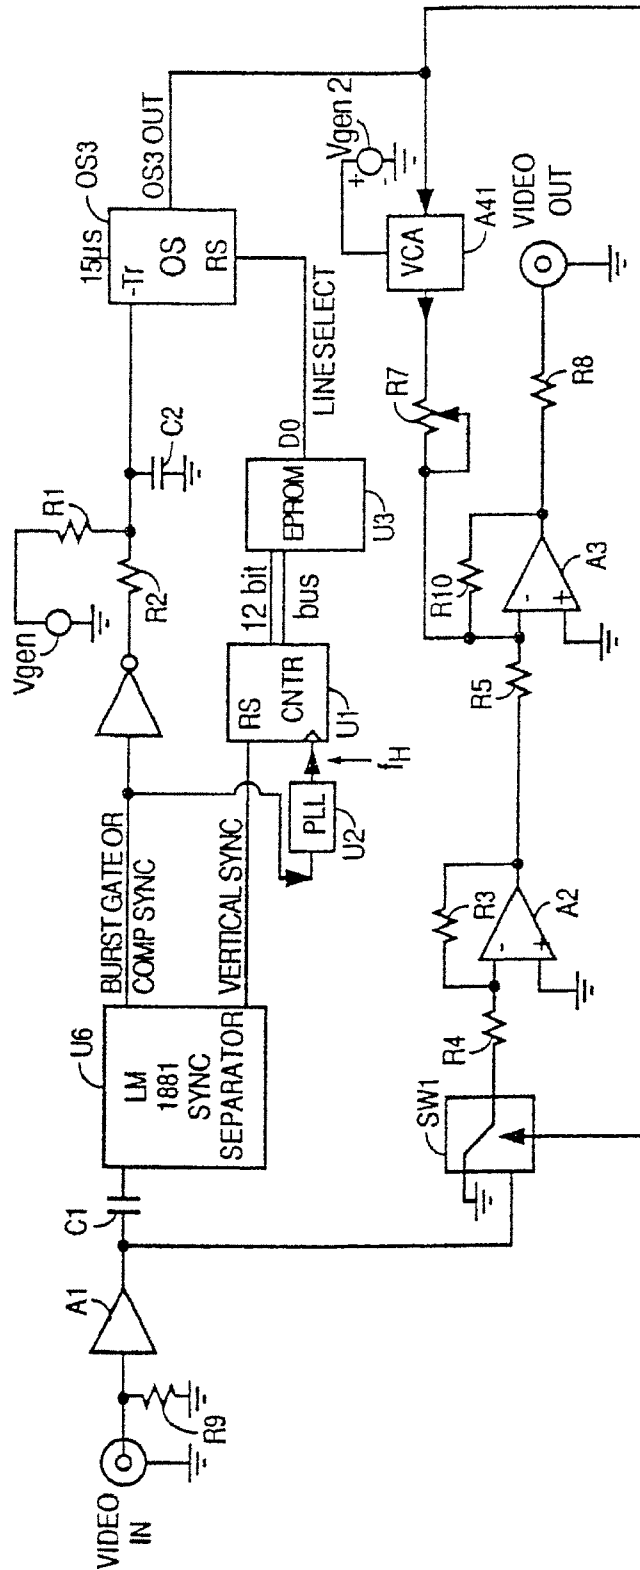 VIDEO
IN
R9
A1
C1
U6
LM
1881
SYNC
SEPARATOR
BURST GATE OR
COMP SYNC
VERTICAL SYNC
Vgen
R1
R2
C2
15µs
OS3
-Tr
OS
RS
OS3 OUT
LINE SELECT
D0
EPROM
U3
12 bit
bus
RS
CNTR
U1
fH
PLL
U2
Vgen 2
+
-
VCA
A41
R7
SW1
R4
R3
-
+
A2
R5
R10
-
+
A3
R8
VIDEO
OUT